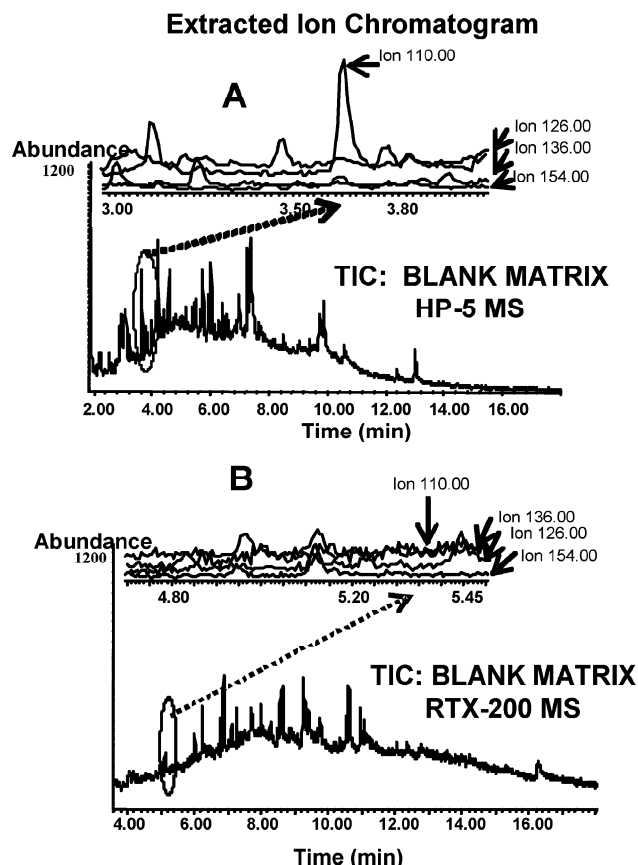 Extracted Ion Chromatogram
Ion 110.00
A
Ion 126.00
Abundance
Ion 136.00
1200
Ion 154.00
3.00 3.50 3.80
TIC: BLANK MATRIX
HP-5 MS
2.00 4.00 6.00 8.00 10.00 12.00 14.00 16.00
Time (min)
B
Ion 110.00
Ion 136.00
Abundance
Ion 126.00
1200
Ion 154.00
4.80 5.20 5.45
TIC: BLANK MATRIX
RTX-200 MS
4.00 6.00 8.00 10.00 12.00 14.00 16.00
Time (min)